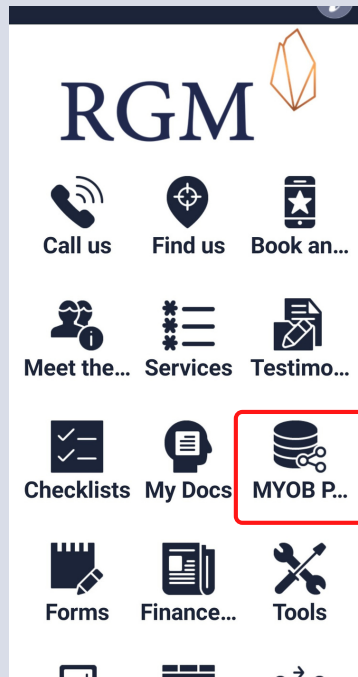 RGM
Call us Find us Book an...
Meet the... Services Testimo...
Checklists My Docs MYOB P...
Forms Finance... Tools